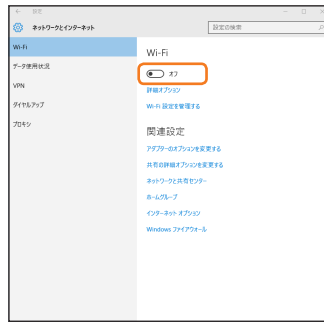 設定
ネットワークとインターネット
設定の検索
Wi-Fi
データ使用状況
VPN
ダイヤルアップ
プロキシ
Wi-Fi
オフ
詳細オプション
Wi-Fi 設定を管理する
関連設定
アダプターのオプションを変更する
共有の詳細オプションを変更する
ネットワークと共有センター
ホームグループ
インターネット オプション
Windows ファイアウォール